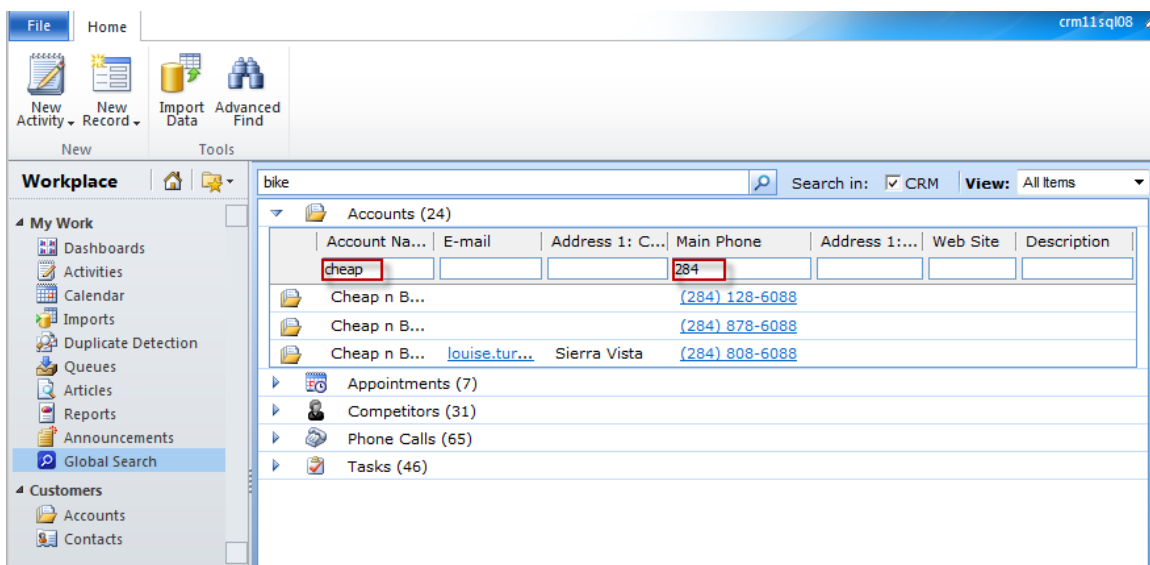 File Home crm11sql08
New Activity New Record Import Data Advanced Find
New Tools
Workplace
bike Search in: CRM View: All Items
My Work
Dashboards
Activities
Calendar
Imports
Duplicate Detection
Queues
Articles
Reports
Announcements
Global Search
Customers
Accounts
Contacts
Accounts (24)
Account Na... E-mail Address 1: C... Main Phone Address 1:... Web Site Description
cheap 284
Cheap n B... (284) 128-6088
Cheap n B... (284) 878-6088
Cheap n B... louise.tur... Sierra Vista (284) 808-6088
Appointments (7)
Competitors (31)
Phone Calls (65)
Tasks (46)